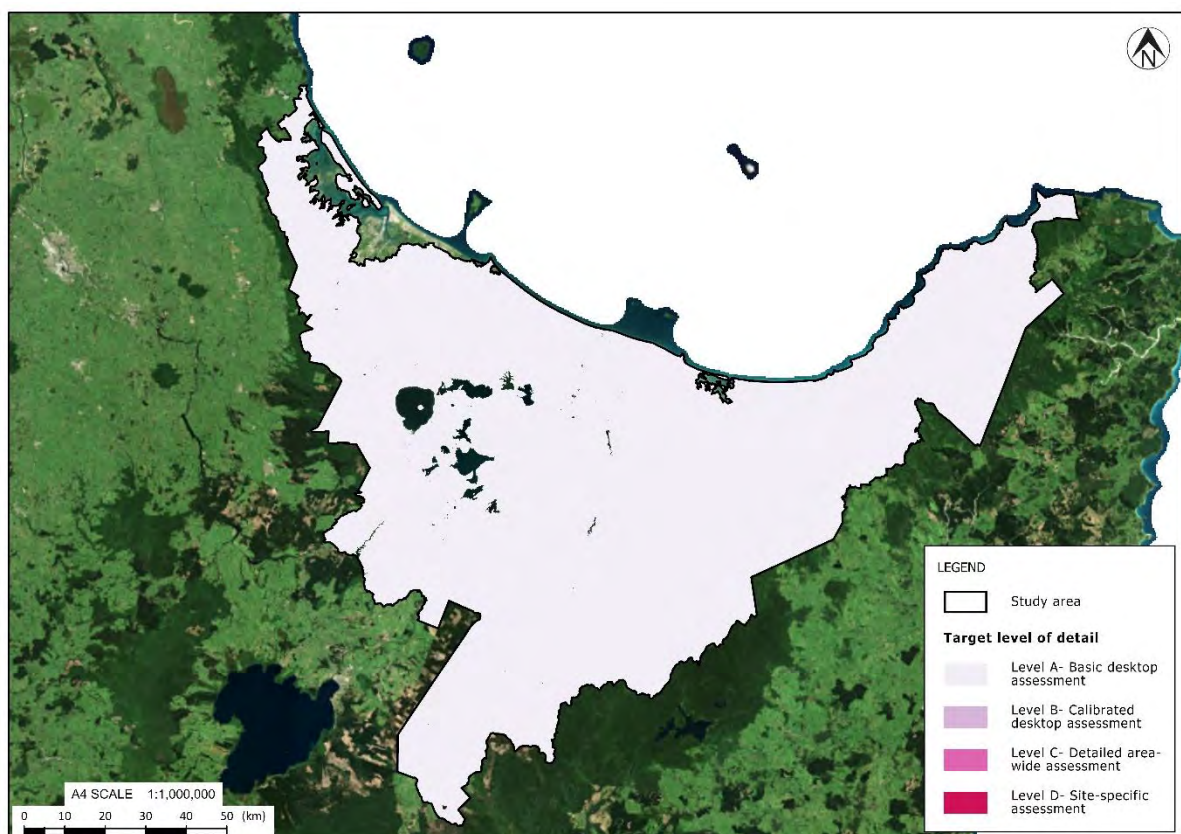 N
LEGEND
Study area
Target level of detail
Level A- Basic desktop
assessment
Level B- Calibrated
desktop assessment
Level C- Detailed area-
wide assessment
Level D- Site-specific
assessment
A4 SCALE 1:1,000,000
0 10 20 30 40 50 (km)